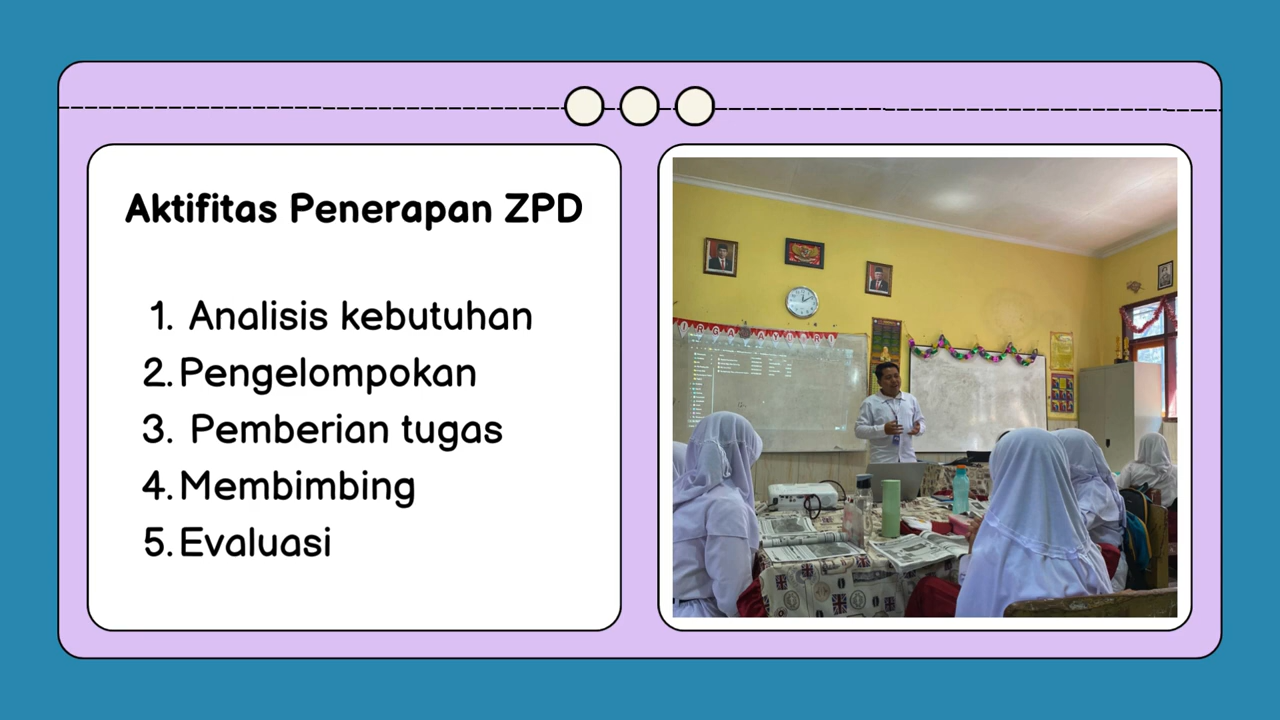 Aktifitas Penerapan ZPD
1. Analisis kebutuhan
2. Pengelompokan
3. Pemberian tugas
4. Membimbing
5. Evaluasi